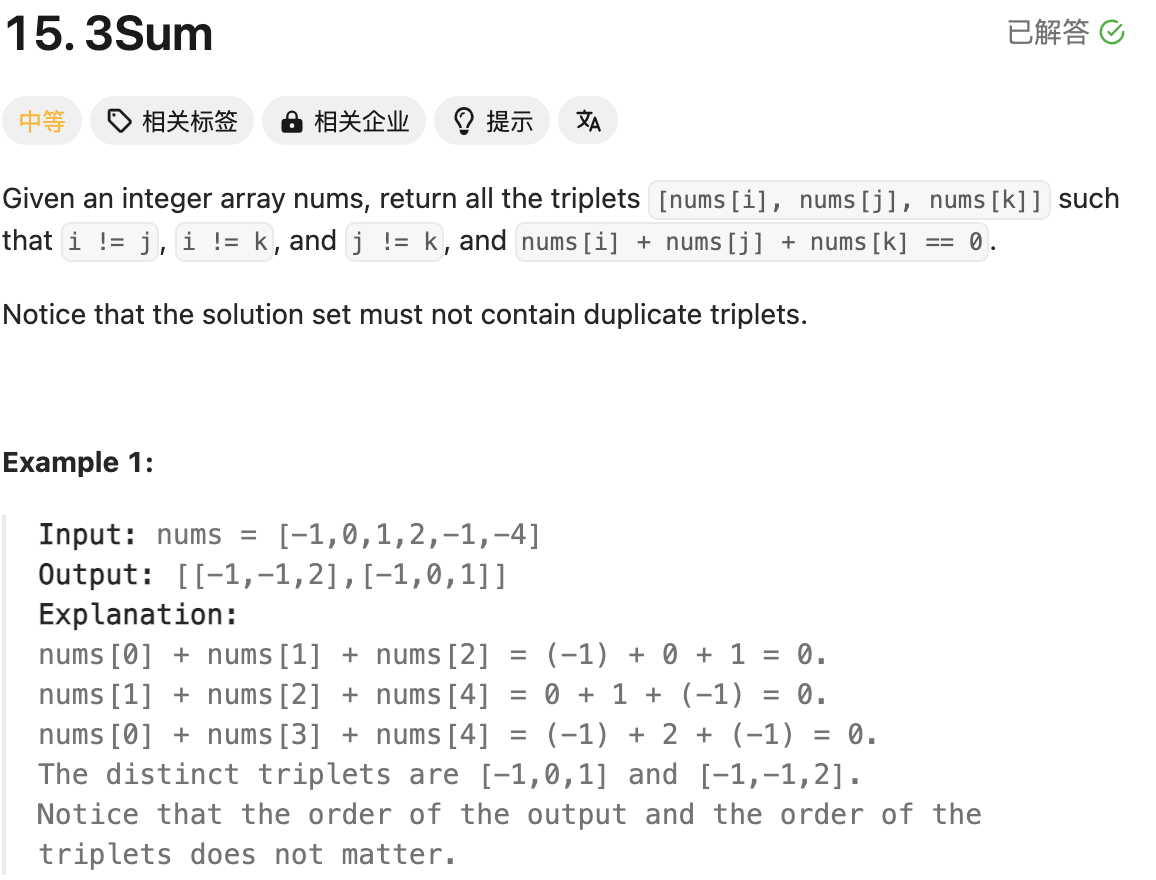 15. 3Sum
已解答
中等 相关标签 相关企业 提示
Given an integer array nums, return all the triplets [nums[i], nums[j], nums[k]] such
that i != j, i != k, and j != k, and nums[i] + nums[j] + nums[k] == 0.
Notice that the solution set must not contain duplicate triplets.
Example 1:
Input: nums = [-1,0,1,2,-1,-4]
Output: [[-1,-1,2],[-1,0,1]]
Explanation:
nums[0] + nums[1] + nums[2] = (-1) + 0 + 1 = 0.
nums[1] + nums[2] + nums[4] = 0 + 1 + (-1) = 0.
nums[0] + nums[3] + nums[4] = (-1) + 2 + (-1) = 0.
The distinct triplets are [-1,0,1] and [-1,-1,2].
Notice that the order of the output and the order of the
triplets does not matter.